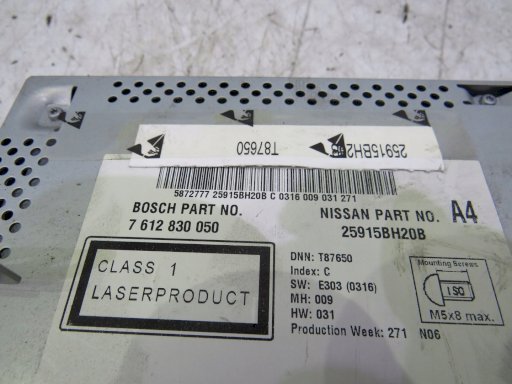 T87650
25915BH2
5872777 25915BH20B C 0316 009 031 271
BOSCH PART NO.
7 612 830 050
NISSAN PART NO.
25915BH20B
A4
CLASS 1
LASERPRODUCT
DNN: T87650
Index: C
SW: E303 (0316)
MH: 009
HW: 031
Production Week: 271 N06
Mounting Screws
ISO
M5x8 max.